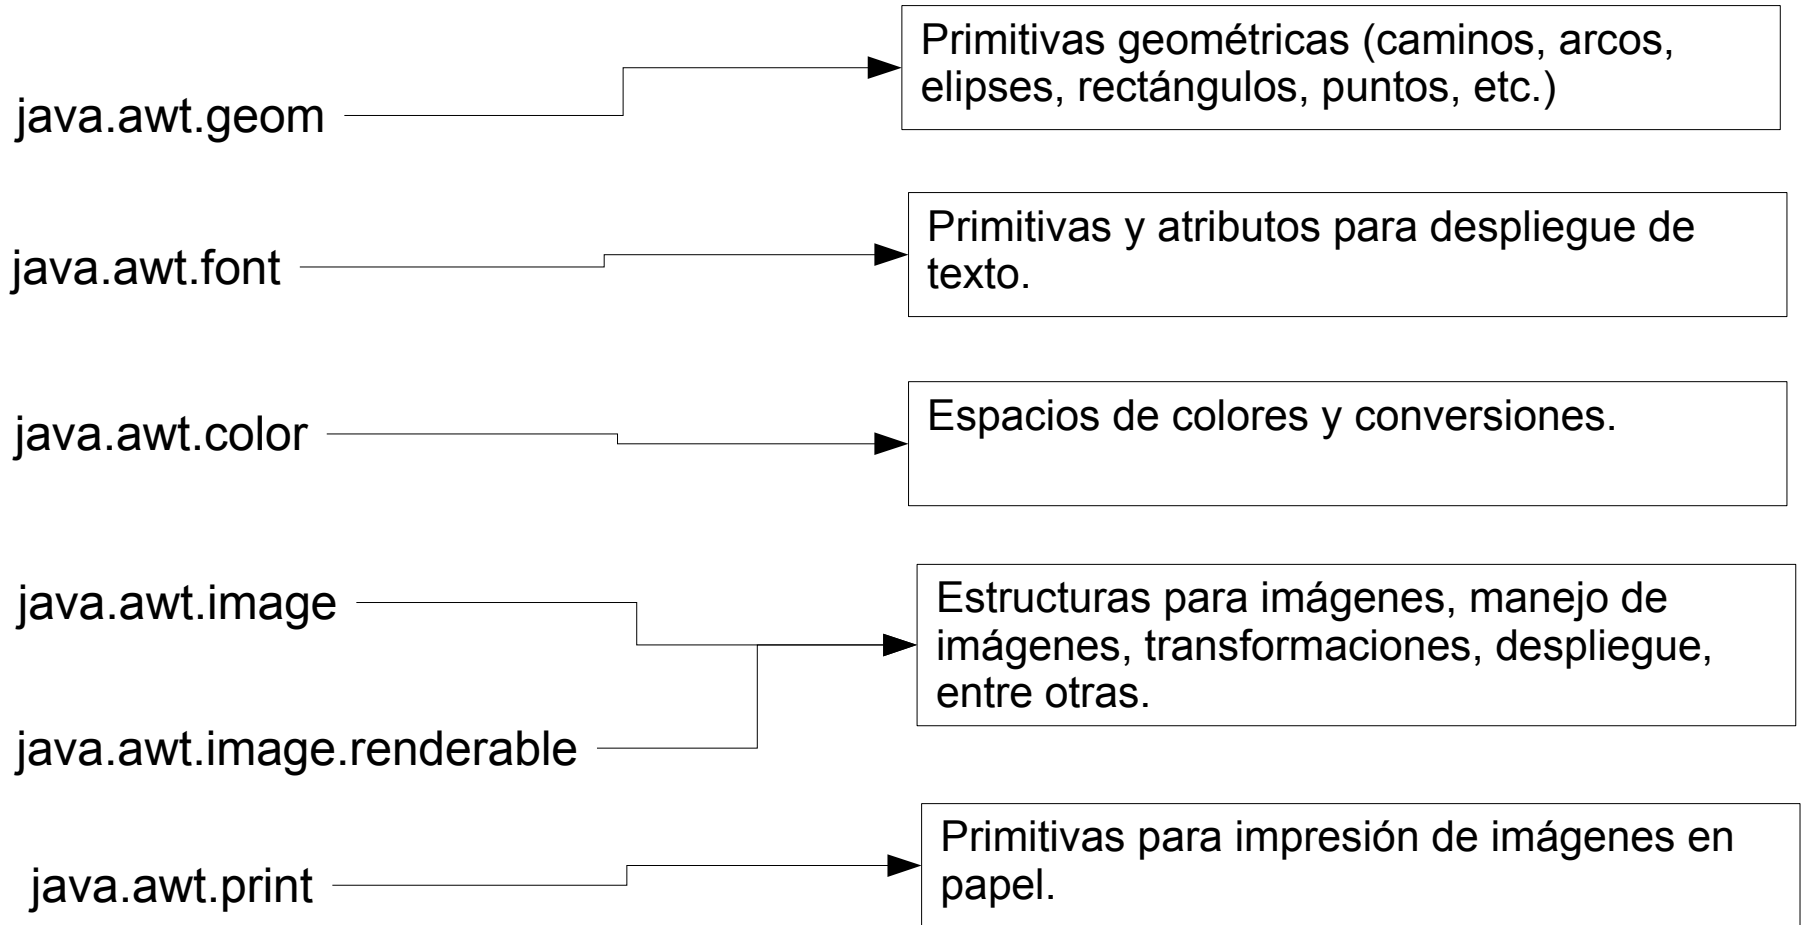 java.awt.geom
Primitivas geométricas (caminos, arcos,
elipses, rectángulos, puntos, etc.)
java.awt.font
Primitivas y atributos para despliegue de
texto.
java.awt.color
Espacios de colores y conversiones.
java.awt.image
java.awt.image.renderable
Estructuras para imágenes, manejo de
imágenes, transformaciones, despliegue,
entre otras.
java.awt.print
Primitivas para impresión de imágenes en
papel.